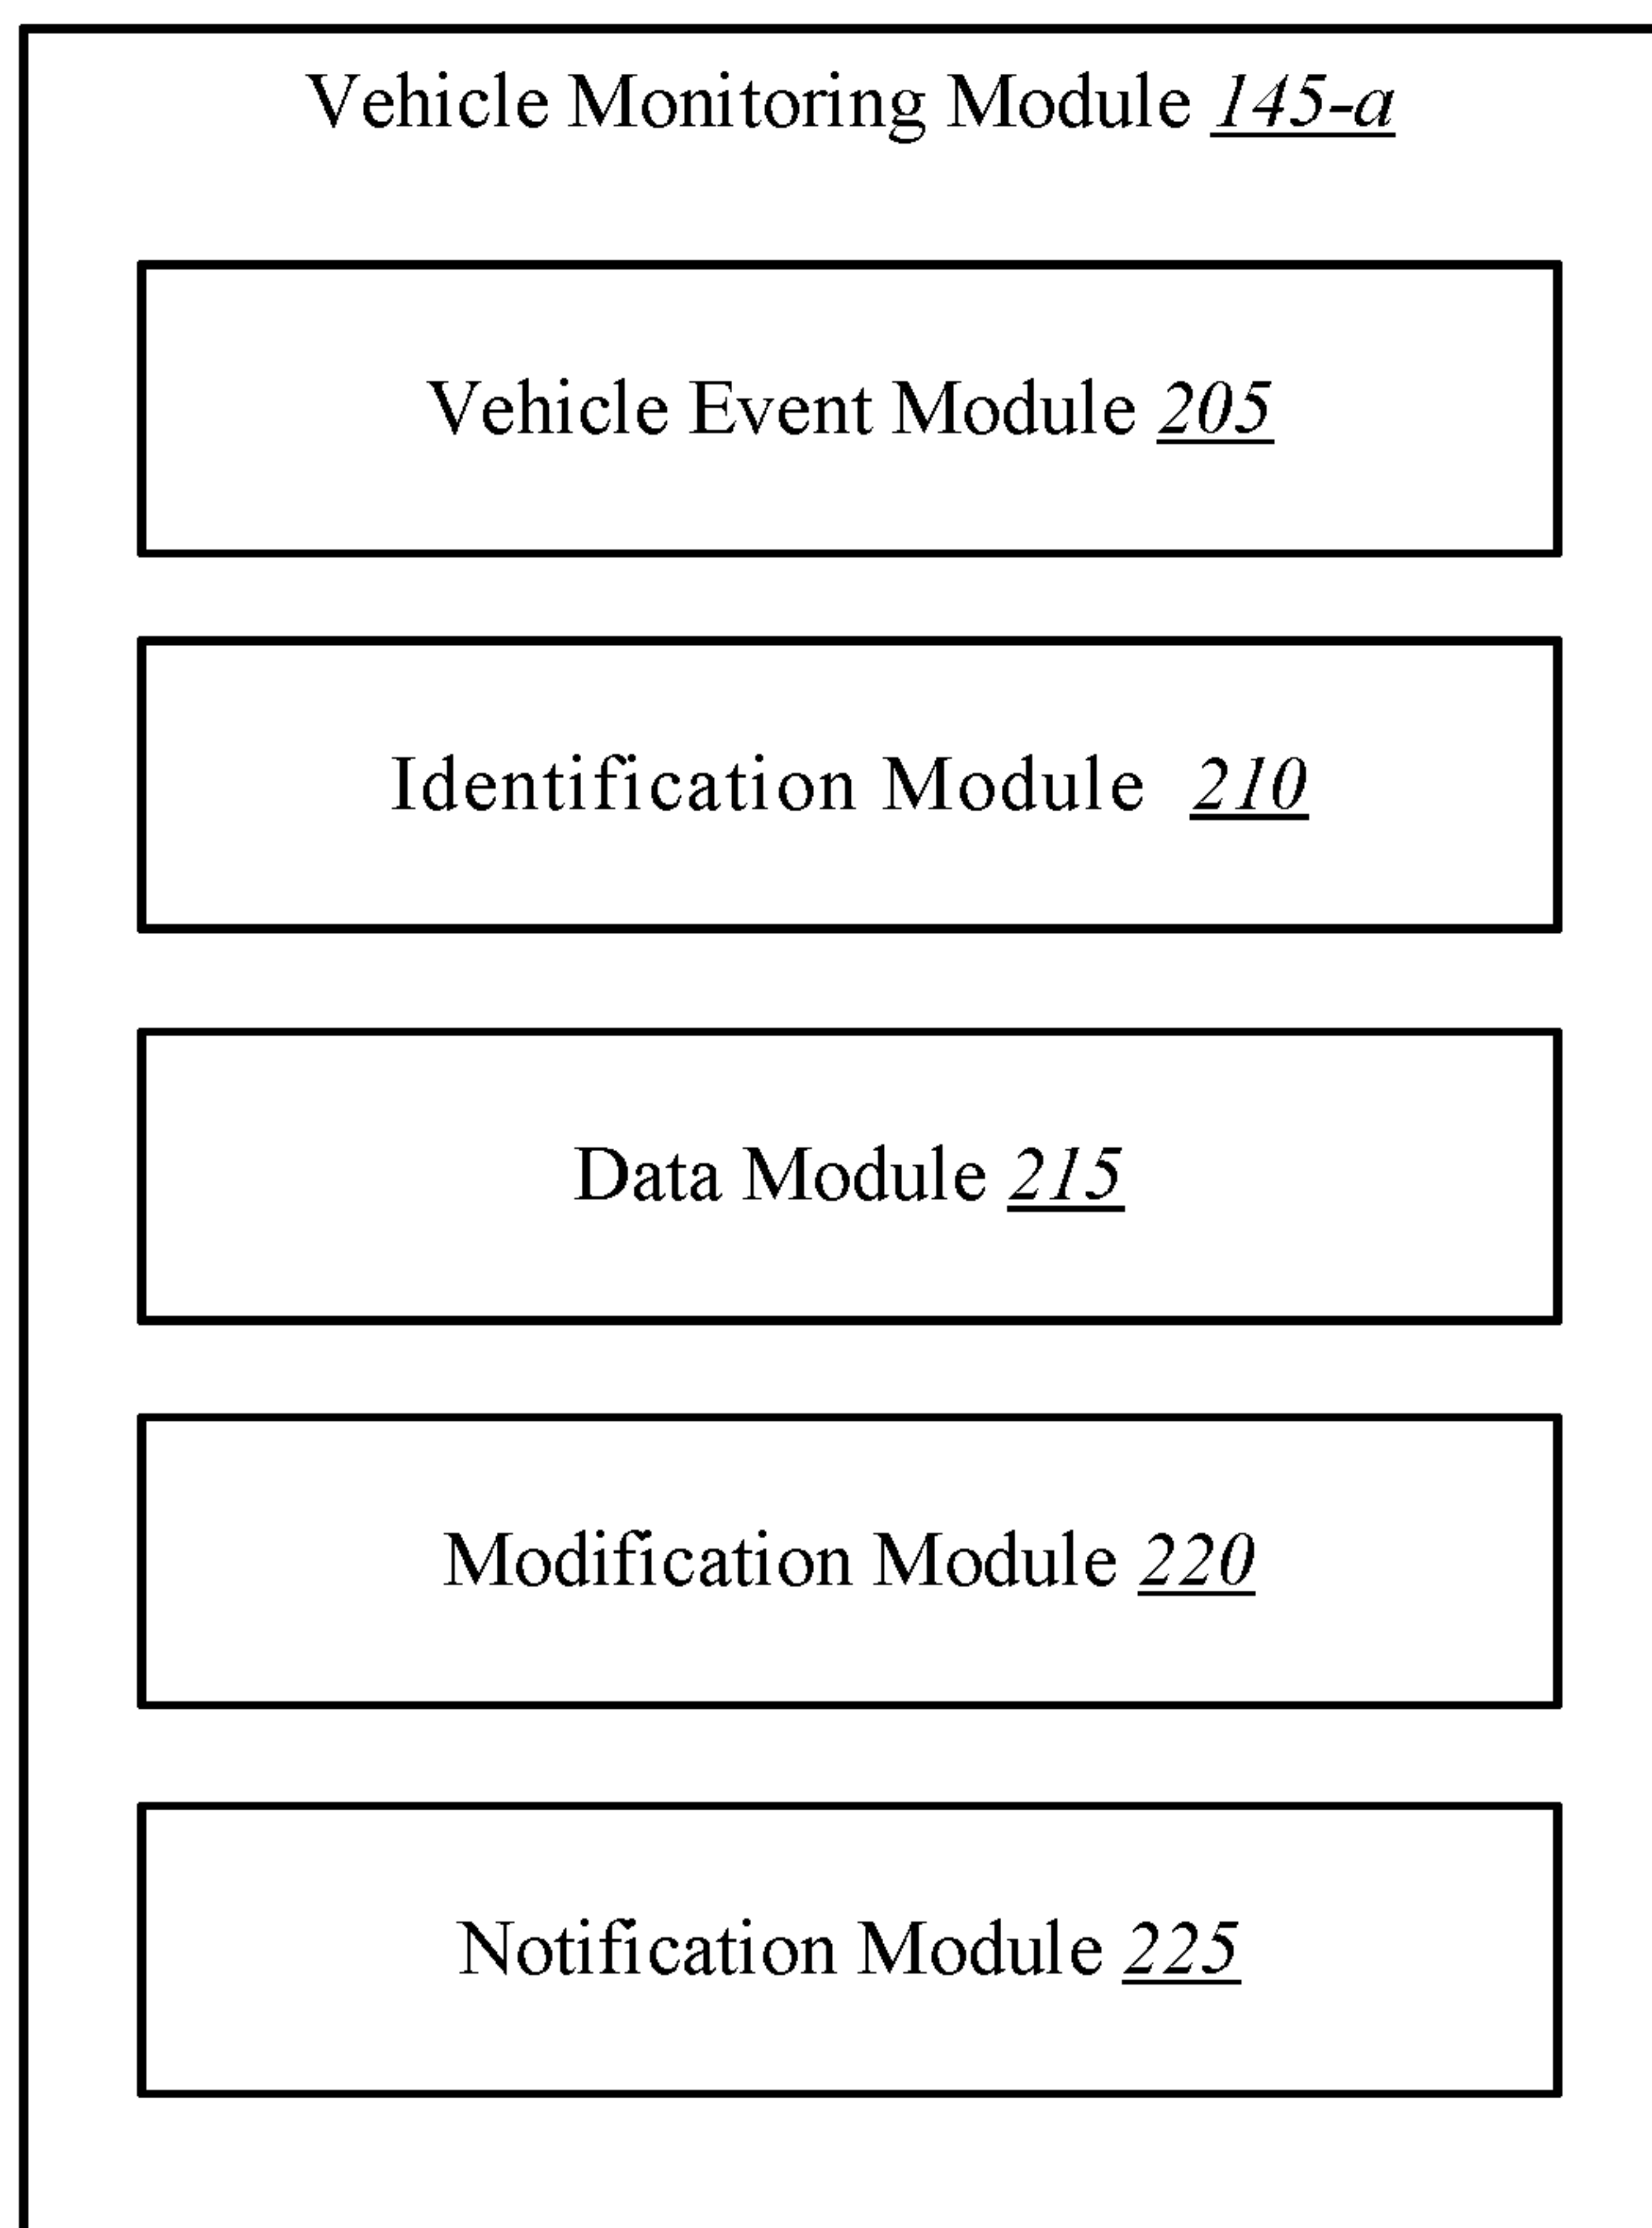 Vehicle Monitoring Module 145-a
Vehicle Event Module 205
Identification Module 210
Data Module 215
Modification Module 220
Notification Module 225